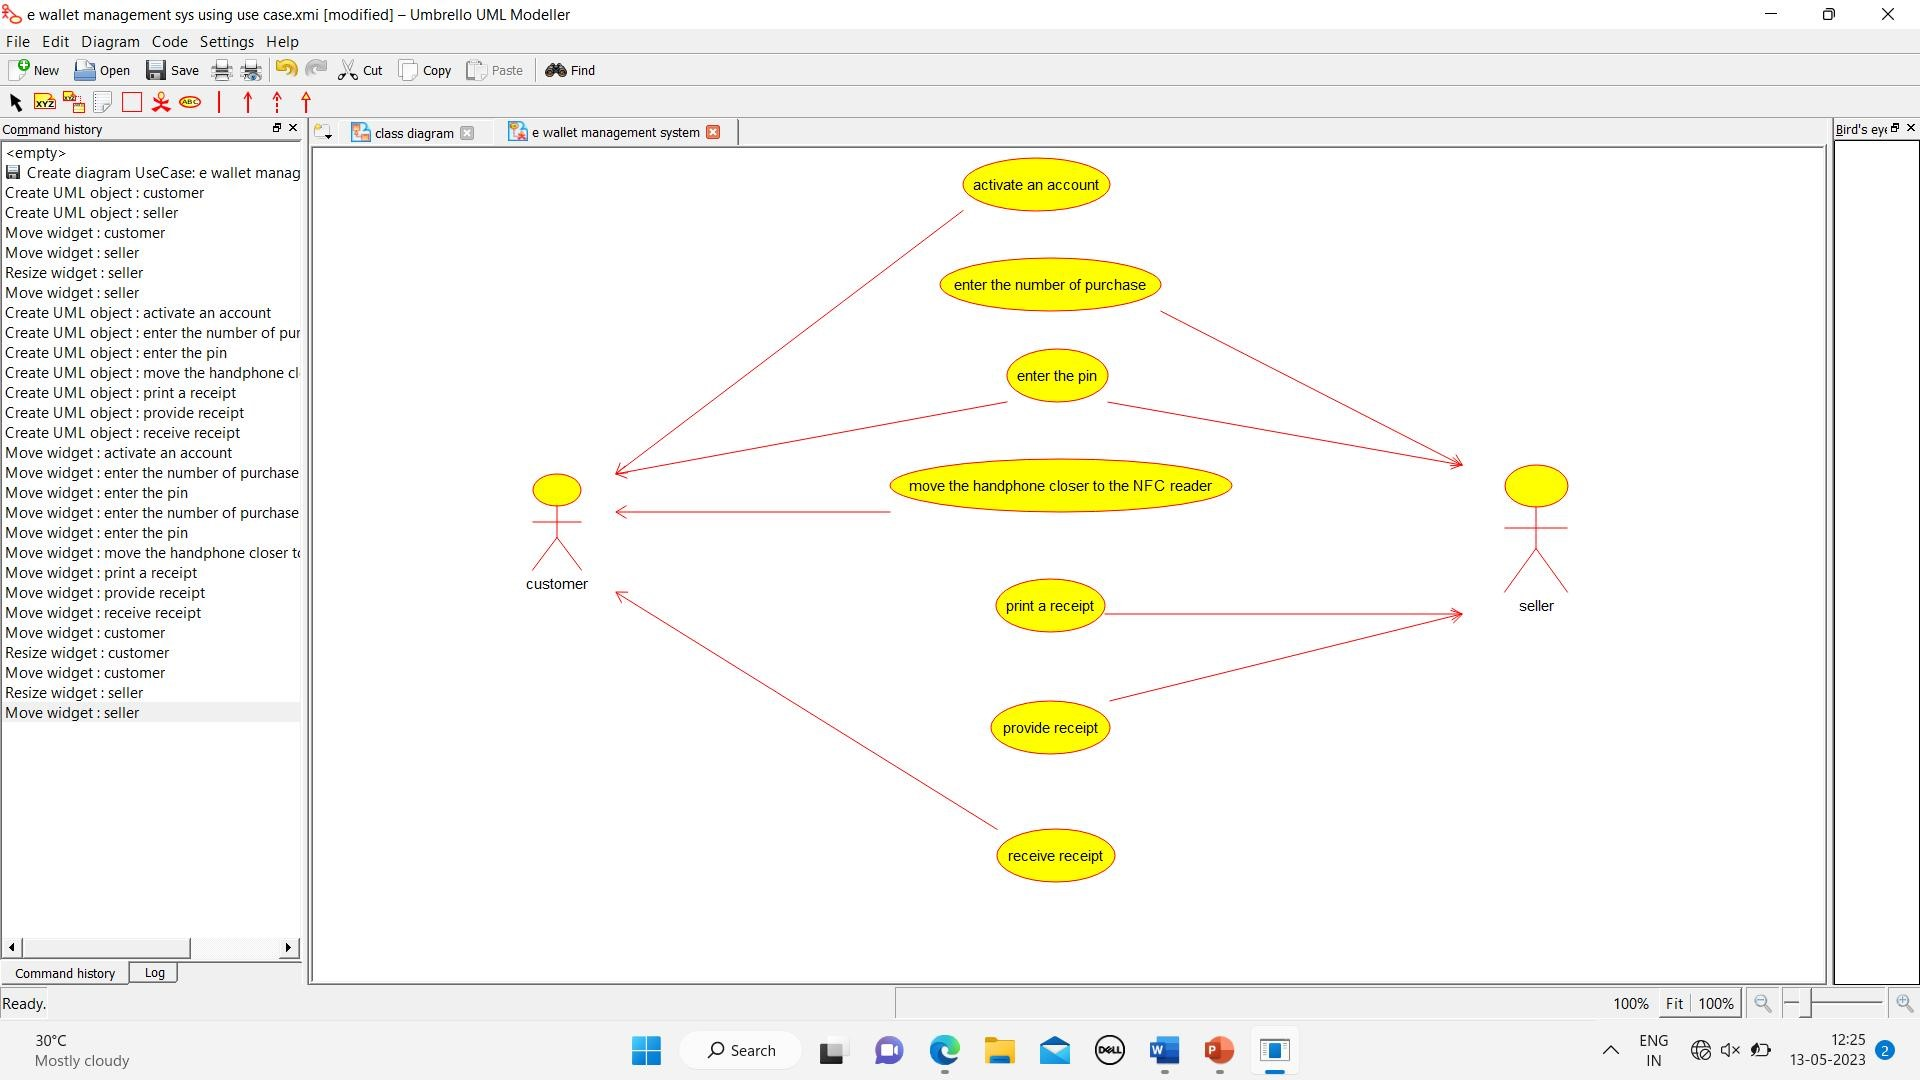 e wallet management sys using use case.xmi [modified] – Umbrello UML Modeller
File Edit Diagram Code Settings Help
New Open Save Cut Copy Paste Find
XYZ XYZ ABC
Command history
class diagram
e wallet management system
Bird's eye
<empty>
Create diagram UseCase: e wallet manag
Create UML object : customer
Create UML object : seller
Move widget : customer
Move widget : seller
Resize widget : seller
Move widget : seller
Create UML object : activate an account
Create UML object : enter the number of pur
Create UML object : enter the pin
Create UML object : move the handphone cl
Create UML object : print a receipt
Create UML object : provide receipt
Create UML object : receive receipt
Move widget : activate an account
Move widget : enter the number of purchase
Move widget : enter the pin
Move widget : enter the number of purchase
Move widget : enter the pin
Move widget : move the handphone closer to
Move widget : print a receipt
Move widget : provide receipt
Move widget : receive receipt
Move widget : customer
Resize widget : customer
Move widget : customer
Resize widget : seller
Move widget : seller
activate an account
enter the number of purchase
enter the pin
move the handphone closer to the NFC reader
customer
print a receipt
seller
provide receipt
receive receipt
Command history Log
Ready.
100% Fit 100%
30°C
Mostly cloudy
Search
DELL
W
P
ENG
IN
12:25
13-05-2023
2